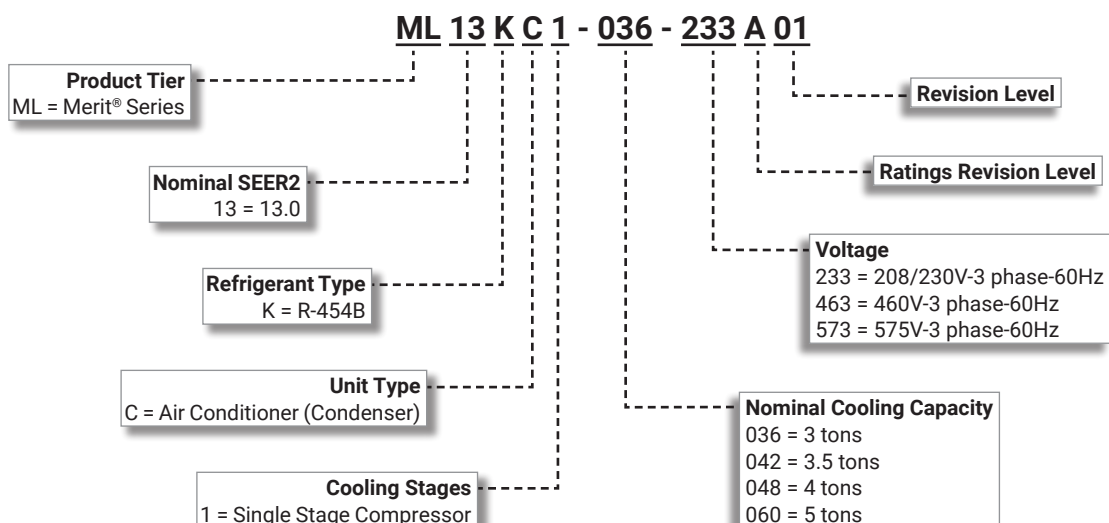 ML 13 K C 1 - 036 - 233 A 01
Product Tier
ML = Merit® Series
Revision Level
Nominal SEER2
13 = 13.0
Ratings Revision Level
Refrigerant Type
K = R-454B
Voltage
233 = 208/230V-3 phase-60Hz
463 = 460V-3 phase-60Hz
573 = 575V-3 phase-60Hz
Unit Type
C = Air Conditioner (Condenser)
Nominal Cooling Capacity
036 = 3 tons
042 = 3.5 tons
048 = 4 tons
060 = 5 tons
Cooling Stages
1 = Single Stage Compressor